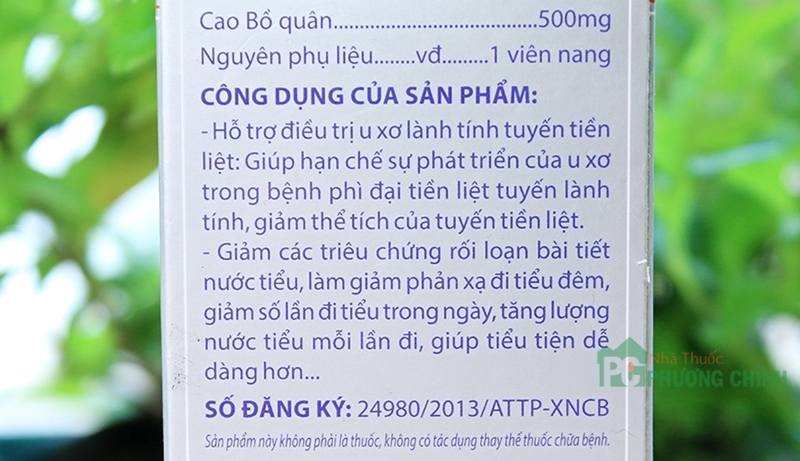 Cao Bồ quân......................................500mg
Nguyên phụ liệu........vđ.........1 viên nang
CÔNG DỤNG CỦA SẢN PHẨM:
- Hỗ trợ điều trị u xơ lành tính tuyến tiền
liệt: Giúp hạn chế sự phát triển của u xơ
trong bệnh phì đại tiền liệt tuyến lành
tính, giảm thể tích của tuyến tiền liệt.
- Giảm các triêu chứng rối loạn bài tiết
nước tiểu, làm giảm phản xạ đi tiểu đêm,
giảm số lần đi tiểu trong ngày, tăng lượng
nước tiểu mỗi lần đi, giúp tiểu tiện dễ
dàng hơn...
Nhà Thuốc
PC PHƯƠNG CHINH
SỐ ĐĂNG KÝ: 24980/2013/ATTP-XNCB
Sản phẩm này không phải là thuốc, không có tác dụng thay thế thuốc chữa bệnh.